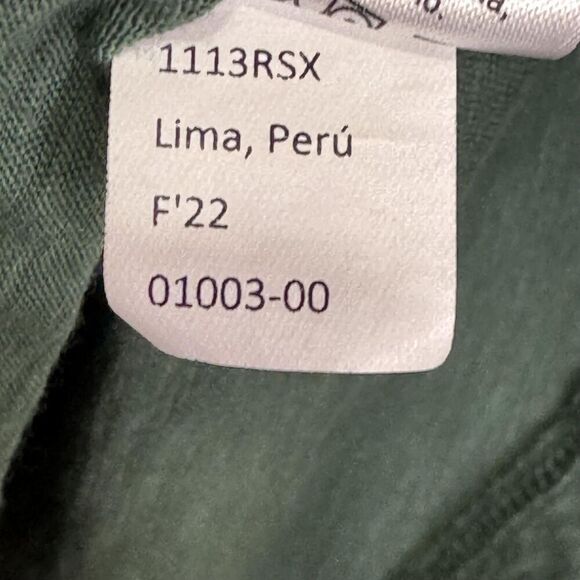 1113RSX
Lima, Perú
F'22
01003-00